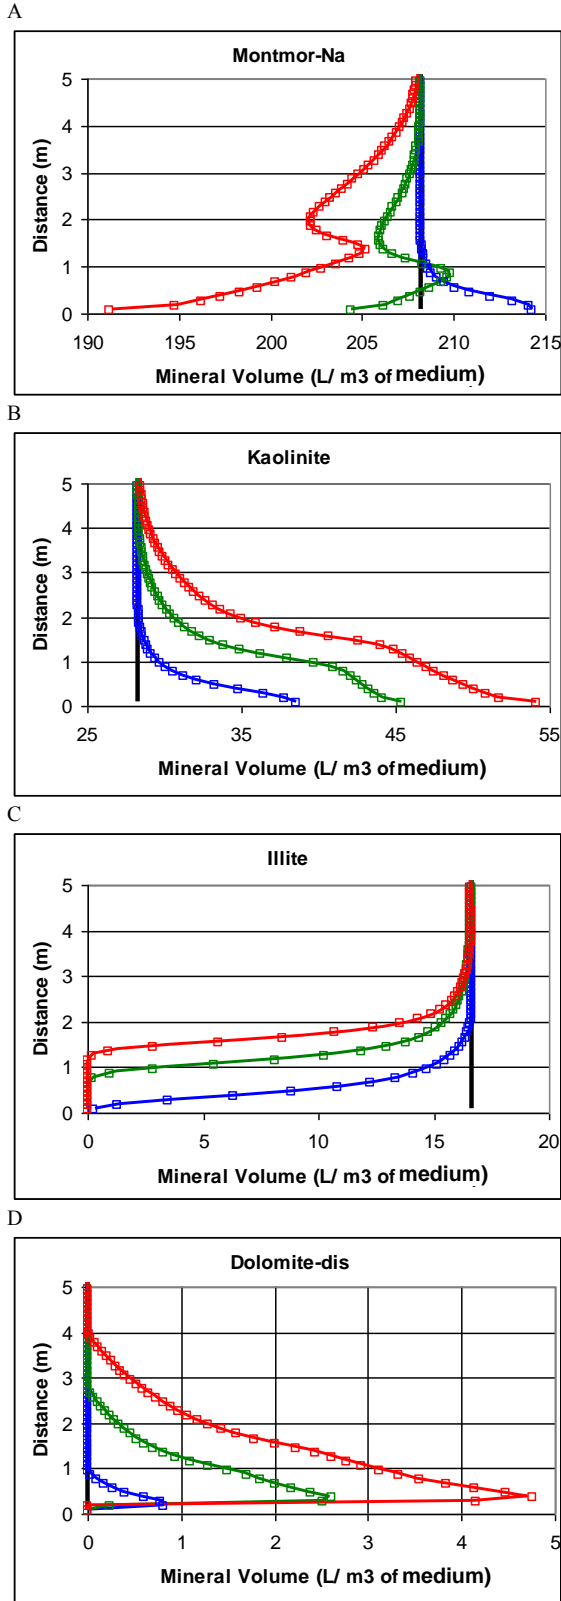 A
Montmor-Na
5
4
3
2
1
0
Distance (m)
190 195 200 205 210 215
Mineral Volume (L/ m3 of medium)
B
Kaolinite
5
4
3
2
1
0
Distance (m)
25 35 45 55
Mineral Volume (L/ m3 of medium)
C
Illite
5
4
3
2
1
0
Distance (m)
0 5 10 15 20
Mineral Volume (L/ m3 of medium)
D
Dolomite-dis
5
4
3
2
1
0
Distance (m)
0 1 2 3 4 5
Mineral Volume (L/ m3 of medium)